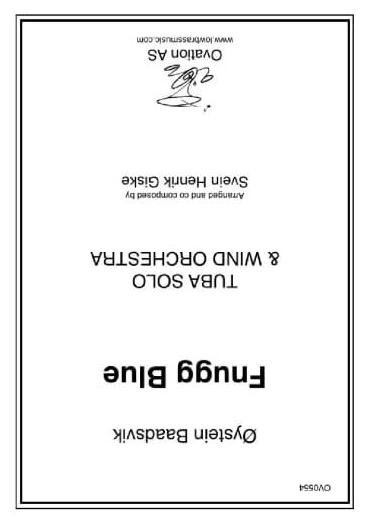 OV0554
Øystein Baadsvik
Fnugg Blue
TUBA SOLO
& WIND ORCHESTRA
Arranged and co composed by
Svein Henrik Giske
Ovation AS
www.lowbrassmusic.com